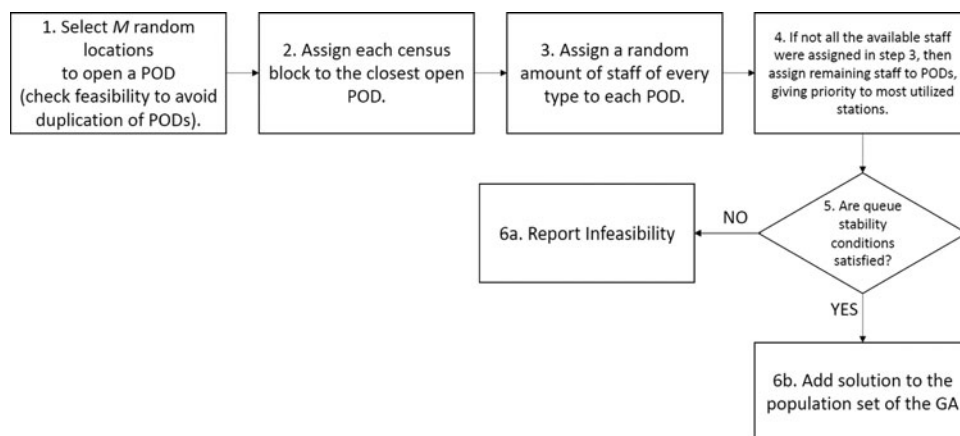 1. Select M random
locations
to open a POD
(check feasibility to avoid
duplication of PODs).
2. Assign each census
block to the closest open
POD.
3. Assign a random
amount of staff of every
type to each POD.
4. If not all the available staff
were assigned in step 3, then
assign remaining staff to PODs,
giving priority to most utilized
stations.
5. Are queue
stability
conditions
satisfied?
NO
6a. Report Infeasibility
YES
6b. Add solution to the
population set of the GA